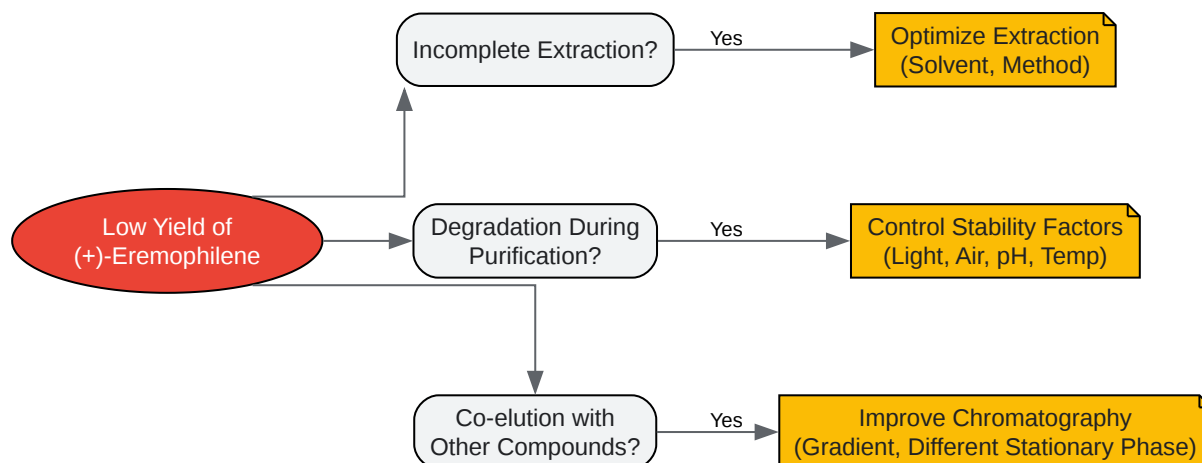 Incomplete Extraction?
Yes
Optimize Extraction
(Solvent, Method)
Low Yield of
(+)-Eremophilene
Degradation During
Purification?
Yes
Control Stability Factors
(Light, Air, pH, Temp)
Co-elution with
Other Compounds?
Yes
Improve Chromatography
(Gradient, Different Stationary Phase)